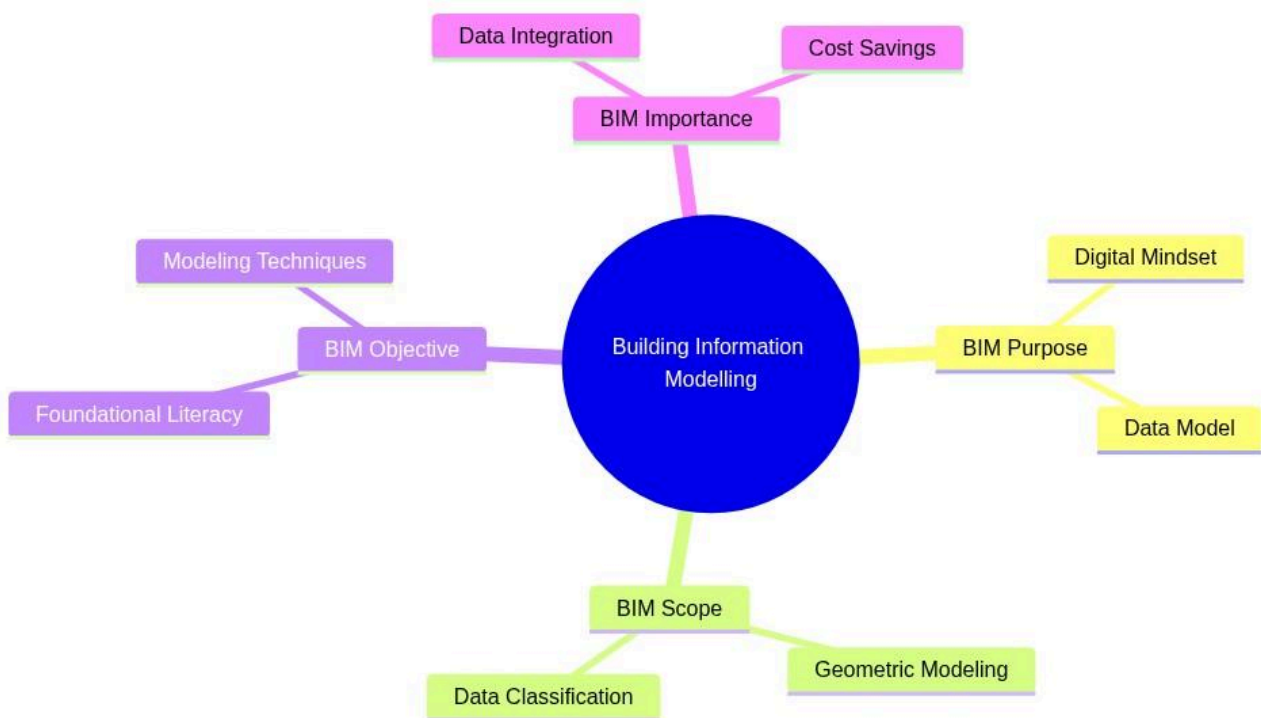 Data Integration
Cost Savings
BIM Importance
Modeling Techniques
Digital Mindset
BIM Objective
Building Information
Modelling
BIM Purpose
Foundational Literacy
Data Model
BIM Scope
Geometric Modeling
Data Classification